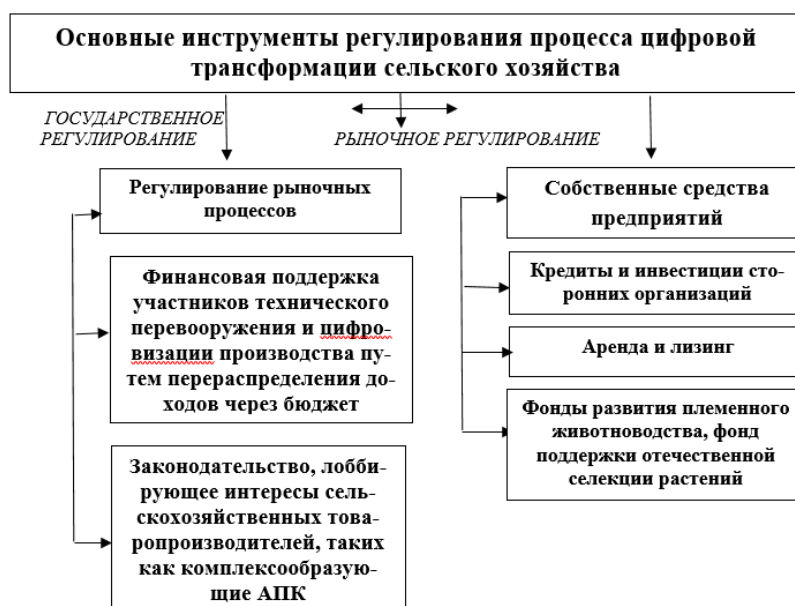 Основные инструменты регулирования процесса цифровой
трансформации сельского хозяйства
ГОСУДАРСТВЕННОЕ
РЕГУЛИРОВАНИЕ
РЫНОЧНОЕ РЕГУЛИРОВАНИЕ
Регулирование рыночных
процессов
Финансовая поддержка
участников технического
перевооружения и цифро-
визации производства пу-
тем перераспределения до-
ходов через бюджет
Законодательство, лобби-
рующее интересы сель-
скохозяйственных това-
ропроизводителей, таких
как комплексообразую-
щие АПК
Собственные средства
предприятий
Кредиты и инвестиции сто-
ронних организаций
Аренда и лизинг
Фонды развития племенного
животноводства, фонд
поддержки отечественной
селекции растений